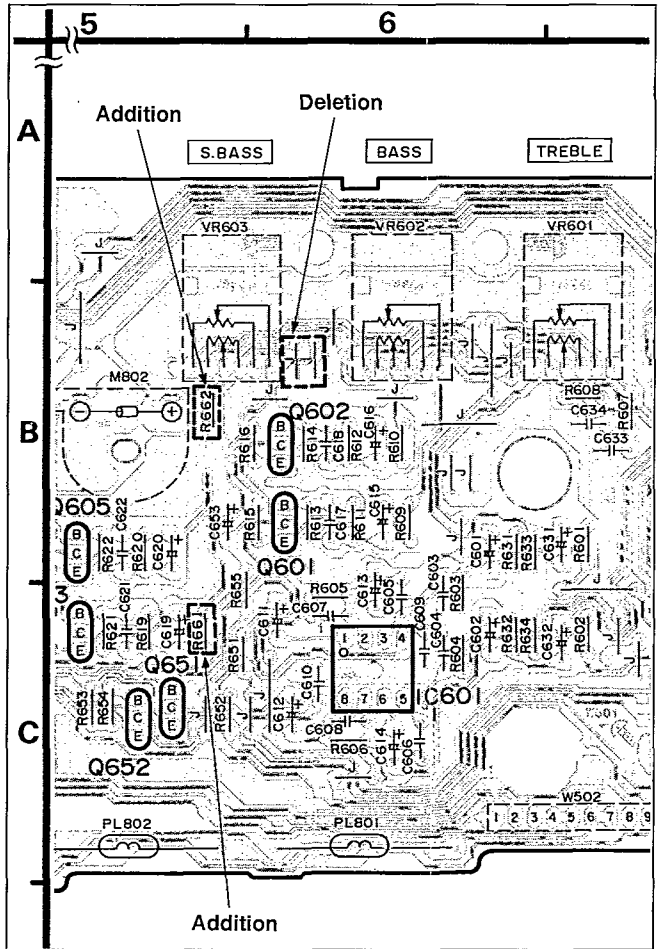 5 6
Addition Deletion
A
S.BASS BASS TREBLE
VR603 VR602 VR601
J
J J J J
J J
M802
R662
J J J
R608
C634 R607
B
Q602
R616 B C E R614 C618 R612 C616 R610
C633
J J
Q605
B C E R622 C622 R620 C620
C653 R615 B C E R613 C617 R611 C615 R609
J C601 R631 R633 C631 R601
Q601
3
B C E R621 C621 R619 C619 R661
R655
R605
C607
C613 C605
C603 R603
J
C611
R651
1 2 3 4
C609 C604 R604 C602 R632 R634 C632 R602
Q651
C610
8 7 6 5
IC601
C
R653 R654 B C E B C E R652 J J C612
C608
R606 C614 C606
J
Q652
J
W502
1 2 3 4 5 6 7 8 9
PL802 PL801
Addition